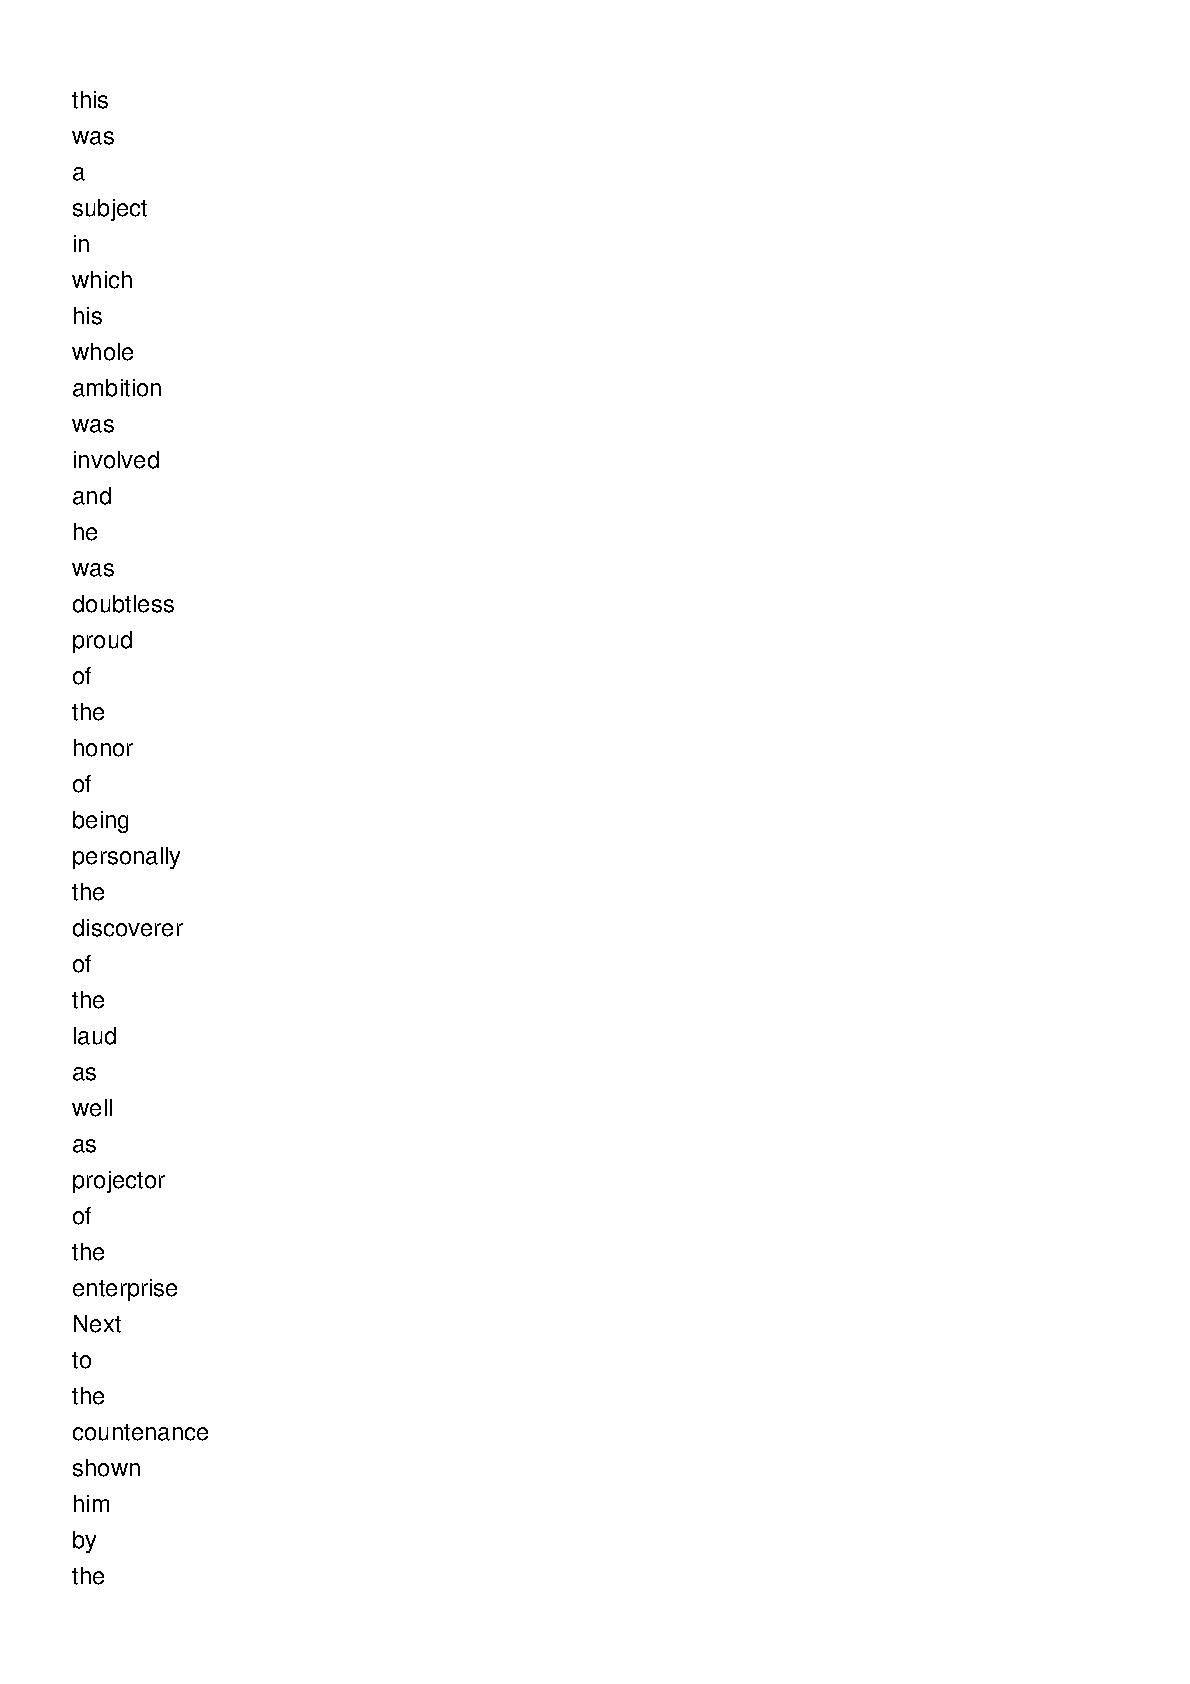 this
was
a
subject
in
which
his
whole
ambition
was
involved
and
he
was
doubtless
proud
of
the
honor
of
being
personally
the
discoverer
of
the
laud
as
well
as
projector
of
the
enterprise
Next
to
the
countenance
shown
him
by
the